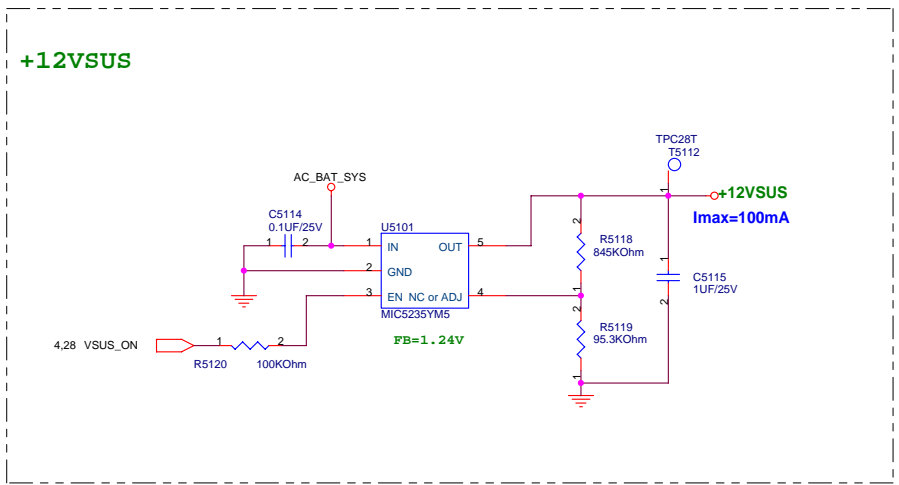 +12VSUS
TPC28T
T5112
1
AC_BAT_SYS
+12VSUS
Imax=100mA
C5114
0.1UF/25V
1 2
U5101
1 IN OUT 5
2 GND
3 EN NC or ADJ 4
MIC5235YM5
FB=1.24V
2
R5118
845KOhm
1
1
C5115
1UF/25V
2
2
R5119
95.3KOhm
1
4,28 VSUS_ON
1 2
R5120 100KOhm